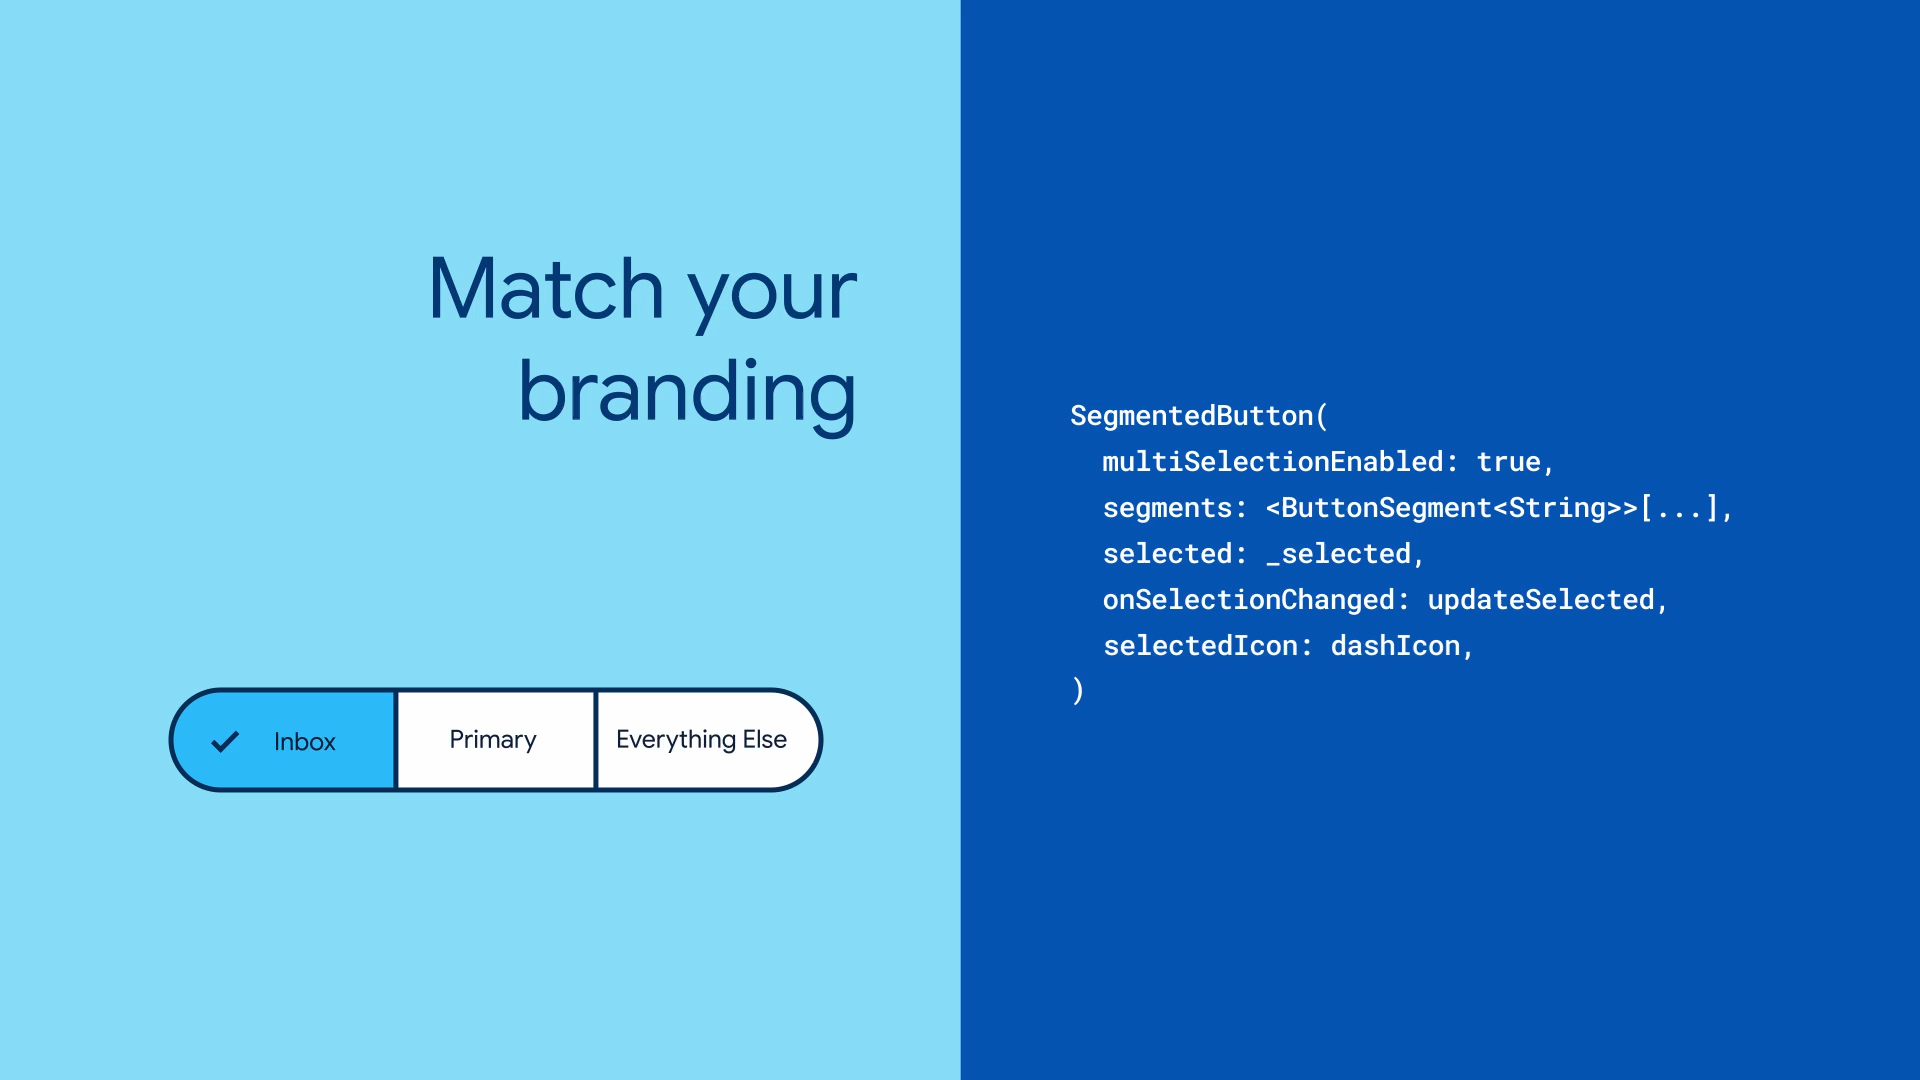 Match your
branding
Inbox
Primary
Everything Else
SegmentedButton(
  multiSelectionEnabled: true,
  segments: <ButtonSegment<String>>[...],
  selected: _selected,
  onSelectionChanged: updateSelected,
  selectedIcon: dashIcon,
)